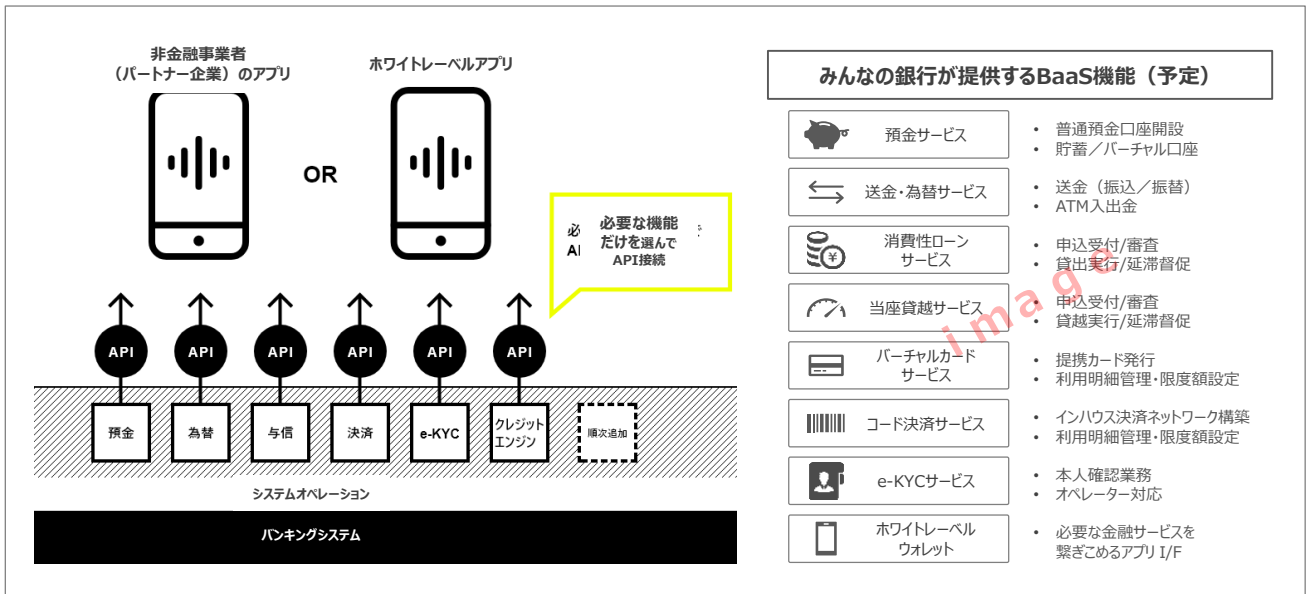 非金融事業者
（パートナー企業）のアプリ
ホワイトレーベルアプリ
OR
必要な機能
だけを選んで
API接続
API
API
API
API
API
API
預金
為替
与信
決済
e-KYC
クレジット
エンジン
順次追加
システムオペレーション
バンキングシステム
みんなの銀行が提供するBaaS機能（予定）
預金サービス
• 普通預金口座開設
• 貯蓄／バーチャル口座
送金・為替サービス
• 送金（振込／振替）
• ATM入出金
消費性ローン
サービス
• 申込受付/審査
• 貸出実行/延滞督促
当座貸越サービス
• 申込受付/審査
• 貸越実行/延滞督促
バーチャルカード
サービス
• 提携カード発行
• 利用明細管理・限度額設定
コード決済サービス
• インハウス決済ネットワーク構築
• 利用明細管理・限度額設定
e-KYCサービス
• 本人確認業務
• オペレーター対応
ホワイトレーベル
ウォレット
• 必要な金融サービスを
繋ぎこめるアプリ I/F
image